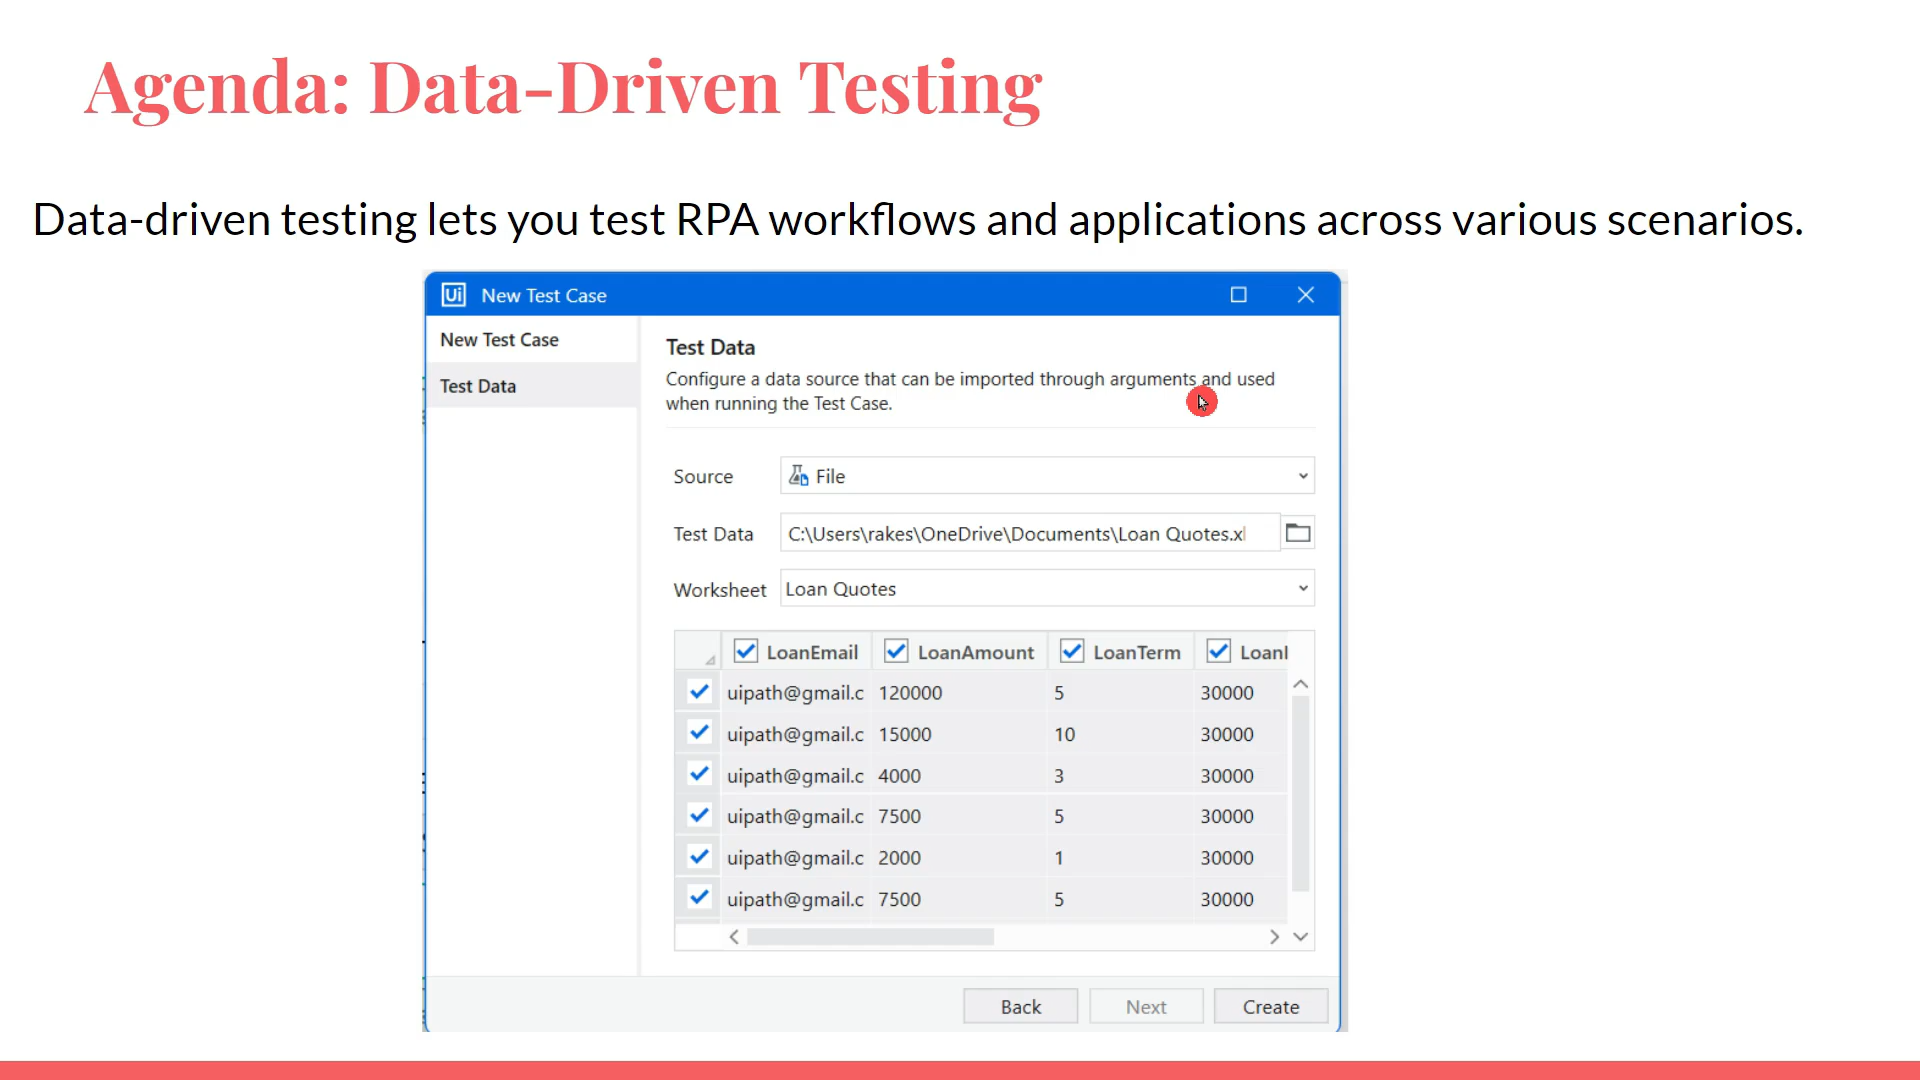 Agenda: Data-Driven Testing
Data-driven testing lets you test RPA workflows and applications across various scenarios.
Ui New Test Case
New Test Case
Test Data
Test Data
Configure a data source that can be imported through arguments and used
when running the Test Case.
Source File
Test Data C:\Users\rakes\OneDrive\Documents\Loan Quotes.xl
Worksheet Loan Quotes
LoanEmail LoanAmount LoanTerm LoanI
uipath@gmail.c 120000 5 30000
uipath@gmail.c 15000 10 30000
uipath@gmail.c 4000 3 30000
uipath@gmail.c 7500 5 30000
uipath@gmail.c 2000 1 30000
uipath@gmail.c 7500 5 30000
Back Next Create